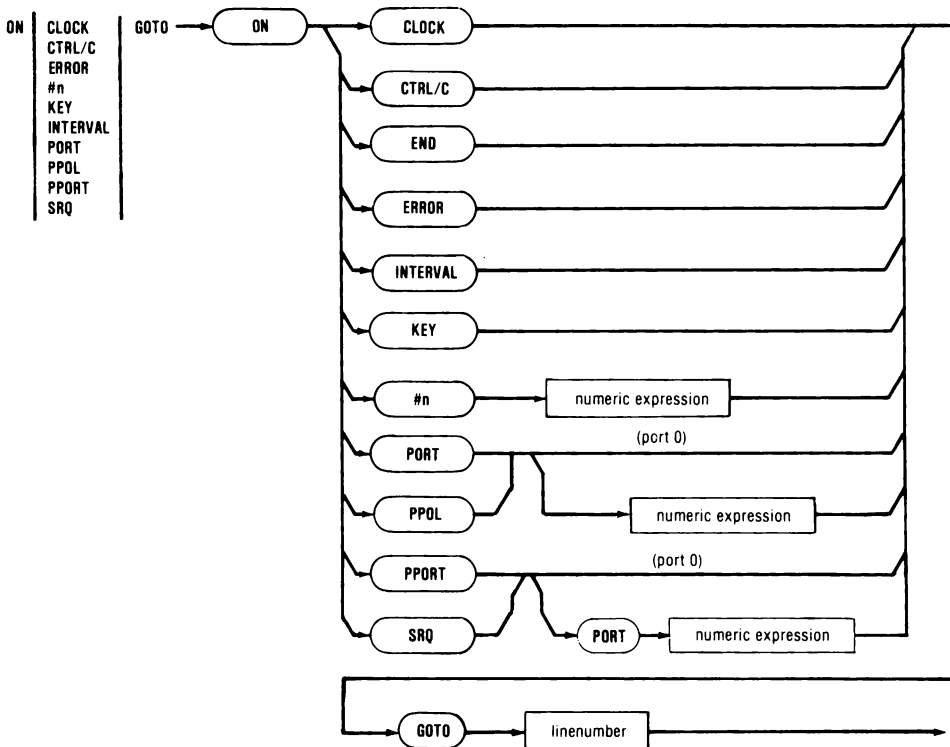 ON CLOCK GOTO ON CLOCK
CTRL/C
ERROR
#n
KEY
INTERVAL
PORT
PPOL
PPORT
SRQ
CTRL/C
END
ERROR
INTERVAL
KEY
#n numeric expression
PORT (port 0)
PPOL numeric expression
PPORT (port 0)
SRQ PORT numeric expression
GOTO linenumber